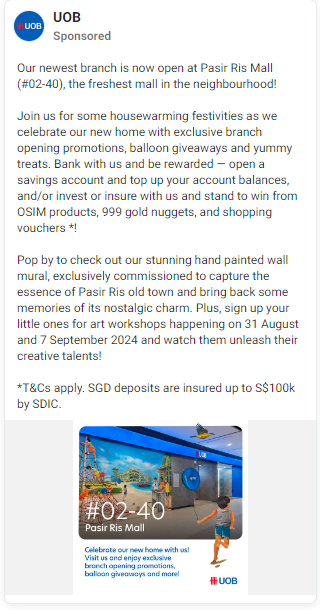 UOB
UOB
Sponsored
Our newest branch is now open at Pasir Ris Mall
(#02-40), the freshest mall in the neighbourhood!
Join us for some housewarming festivities as we
celebrate our new home with exclusive branch
opening promotions, balloon giveaways and yummy
treats. Bank with us and be rewarded — open a
savings account and top up your account balances,
and/or invest or insure with us and stand to win from
OSIM products, 999 gold nuggets, and shopping
vouchers *!
Pop by to check out our stunning hand painted wall
mural, exclusively commissioned to capture the
essence of Pasir Ris old town and bring back some
memories of its nostalgic charm. Plus, sign up your
little ones for art workshops happening on 31 August
and 7 September 2024 and watch them unleash their
creative talents!
*T&Cs apply. SGD deposits are insured up to S$100k
by SDIC.
UOB
#02-40
Pasir Ris Mall
Celebrate our new home with us!
Visit us and enjoy exclusive
branch opening promotions,
balloon giveaways and more!
UOB